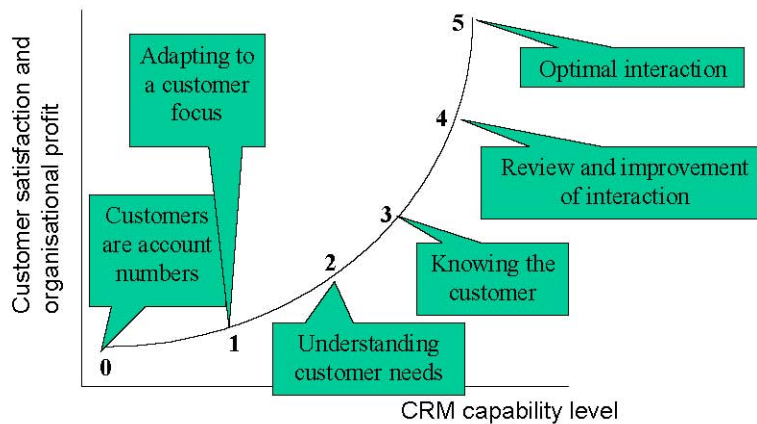 Customer satisfaction and
organisational profit
Adapting to
a customer
focus
5
Optimal interaction
4
Review and improvement
of interaction
Customers
are account
numbers
3
Knowing the
customer
2
Understanding
customer needs
1
0
CRM capability level